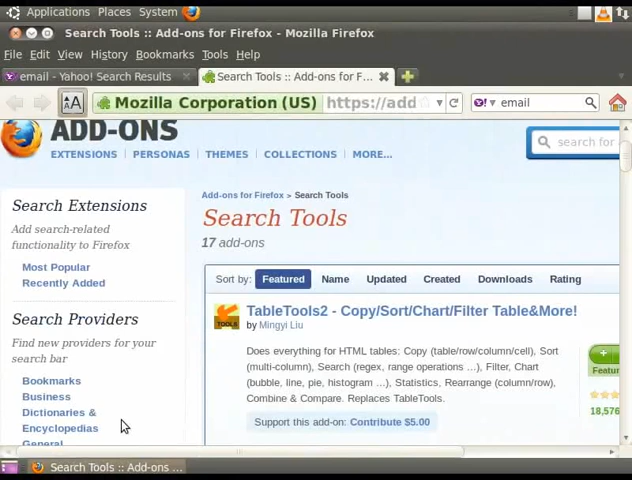 Applications Places System
Search Tools :: Add-ons for Firefox - Mozilla Firefox
File Edit View History Bookmarks Tools Help
email - Yahoo! Search Results
Search Tools :: Add-ons for F...
AA Mozilla Corporation (US) https://add
Y! email
ADD-ONS
EXTENSIONS PERSONAS THEMES COLLECTIONS MORE...
search for
Search Extensions
Add search-related
functionality to Firefox
Most Popular
Recently Added
Search Providers
Find new providers for your
search bar
Bookmarks
Business
Dictionaries &
Encyclopedias
General
Add-ons for Firefox > Search Tools
Search Tools
17 add-ons
Sort by: Featured Name Updated Created Downloads Rating
TOOLS
TableTools2 - Copy/Sort/Chart/Filter Table&More!
by Mingyi Liu
Does everything for HTML tables: Copy (table/row/column/cell), Sort
(multi-column), Search (regex, range operations ...), Filter, Chart
(bubble, line, pie, histogram ...), Statistics, Rearrange (column/row),
Combine & Compare. Replaces TableTools.
Support this add-on: Contribute $5.00
Featur
18,576
Search Tools :: Add-ons ...